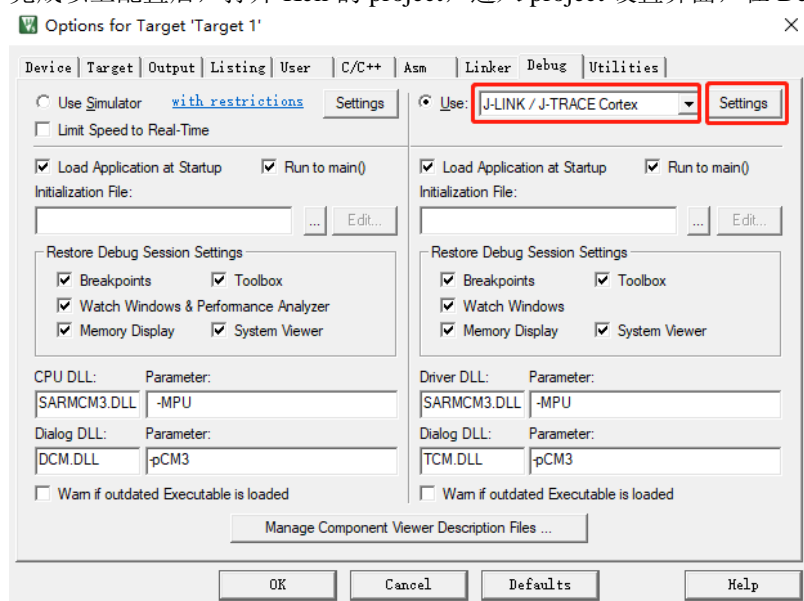 Options for Target 'Target 1'
Device Target Output Listing User C/C++ Asm Linker Debug Utilities
Use Simulator with restrictions Settings
Limit Speed to Real-Time
Load Application at Startup Run to main()
Initialization File:
... Edit...
Restore Debug Session Settings
Breakpoints Toolbox
Watch Windows & Performance Analyzer
Memory Display System Viewer
CPU DLL: Parameter:
SARMCM3.DLL -MPU
Dialog DLL: Parameter:
DCM.DLL -pCM3
Warn if outdated Executable is loaded
Use: J-LINK / J-TRACE Cortex Settings
Load Application at Startup Run to main()
Initialization File:
... Edit...
Restore Debug Session Settings
Breakpoints Toolbox
Watch Windows
Memory Display System Viewer
Driver DLL: Parameter:
SARMCM3.DLL -MPU
Dialog DLL: Parameter:
TCM.DLL -pCM3
Warn if outdated Executable is loaded
Manage Component Viewer Description Files ...
OK Cancel Defaults Help